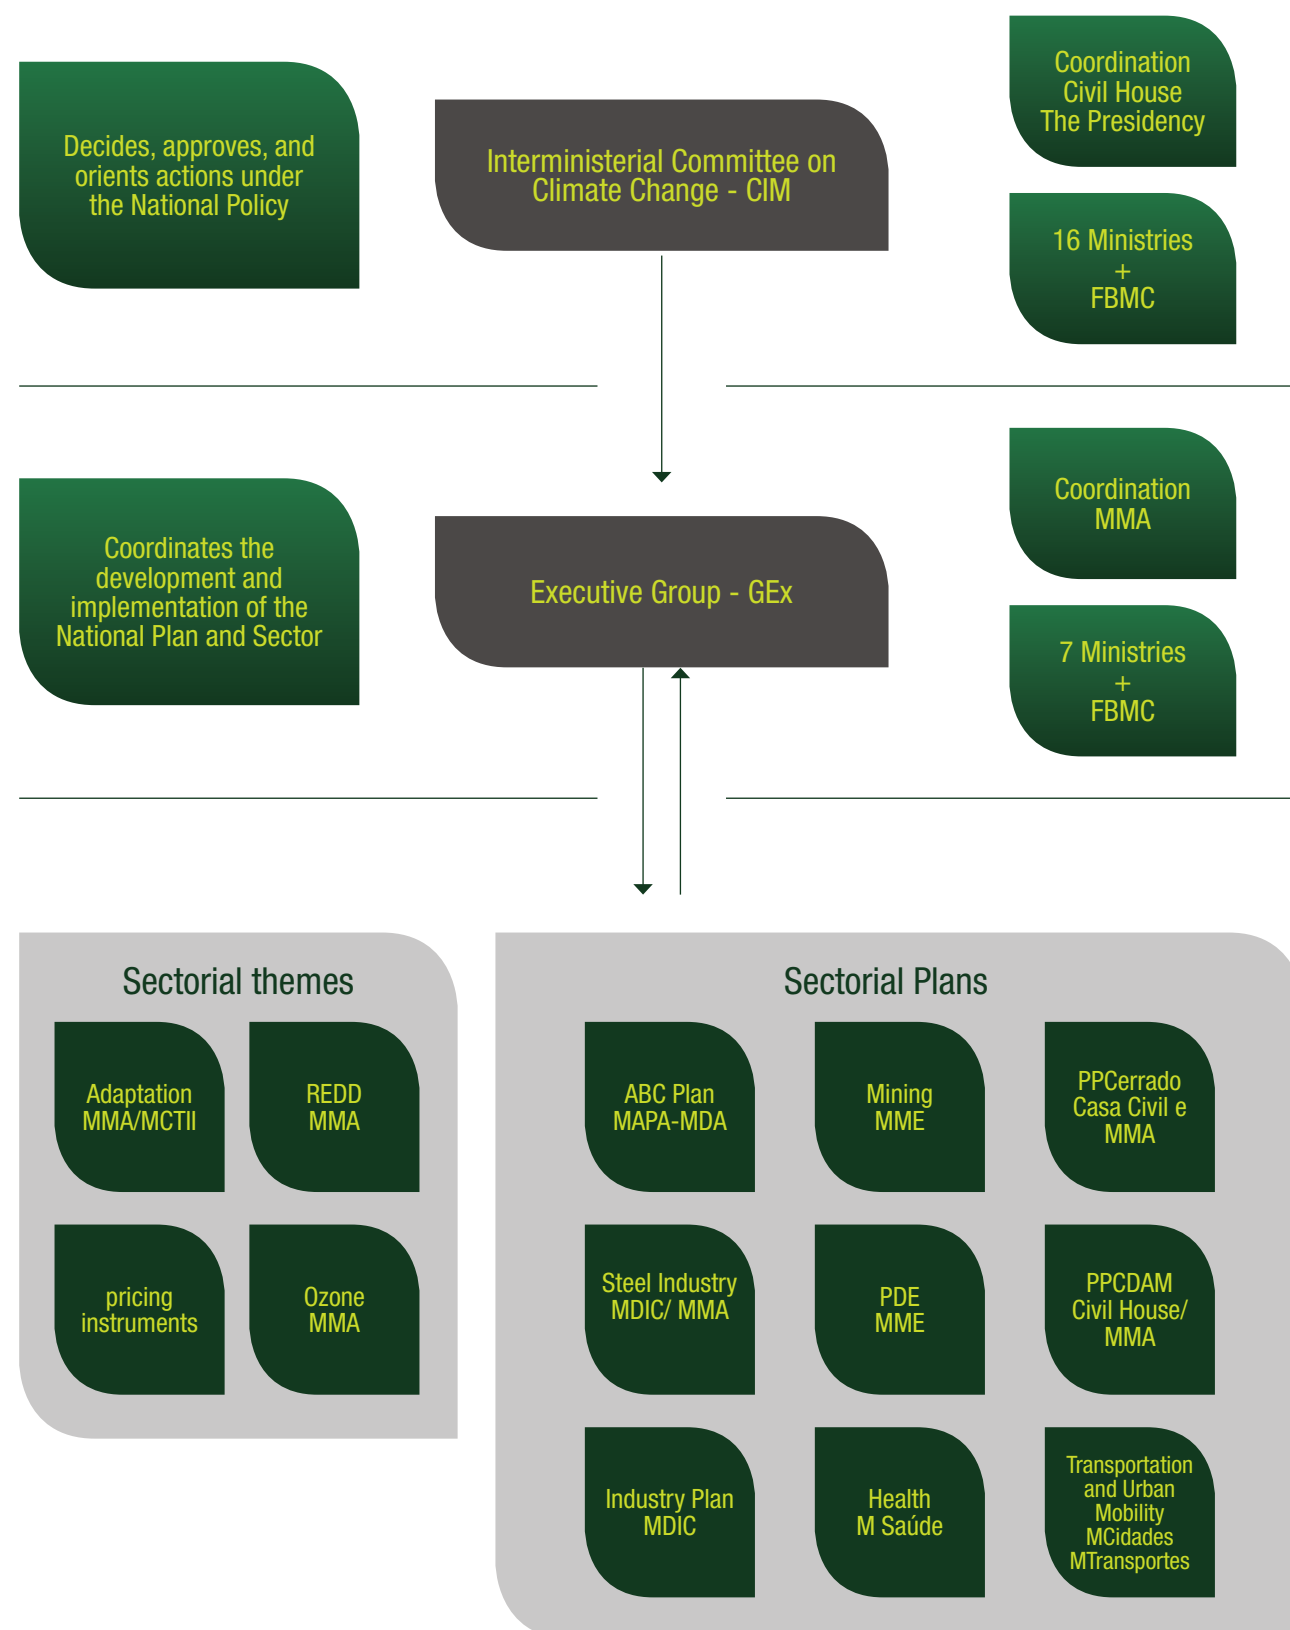 Decides, approves, and
orients actions under
the National Policy
Interministerial Committee on
Climate Change - CIM
Coordination
Civil House
The Presidency
16 Ministries
+
FBMC
Coordinates the
development and
implementation of the
National Plan and Sector
Executive Group - GEx
Coordination
MMA
7 Ministries
+
FBMC
Sectorial themes
Adaptation
MMA/MCTII
REDD
MMA
pricing
instruments
Ozone
MMA
Sectorial Plans
ABC Plan
MAPA-MDA
Mining
MME
PPCerrado
Casa Civil e
MMA
Steel Industry
MDIC/ MMA
PDE
MME
PPCDAM
Civil House/
MMA
Industry Plan
MDIC
Health
M Saúde
Transportation
and Urban
Mobility
MCidades
MTransportes